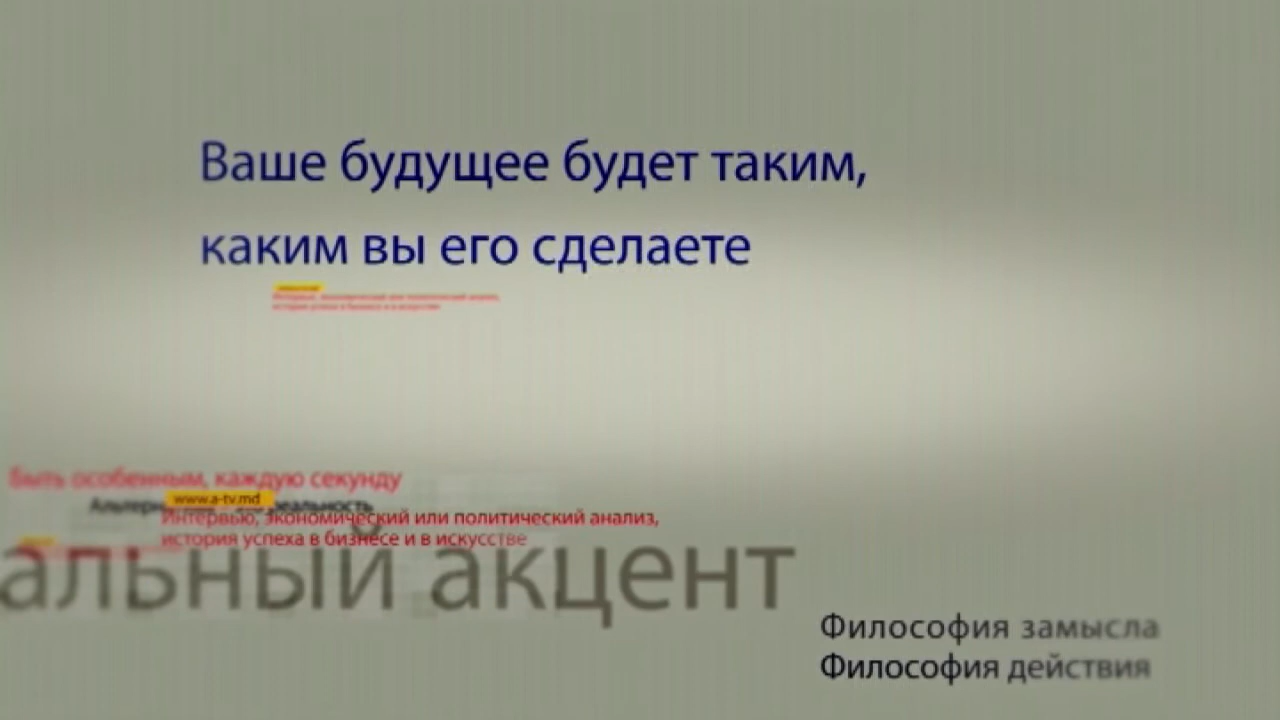 Ваше будущее будет таким,
каким вы его сделаете
Быть особенным, каждую секунду
www.a-tv.md
реальность
Интервью, экономический или политический анализ,
история успеха в бизнесе и в искусстве
альный акцент
Философия замысла
Философия действия